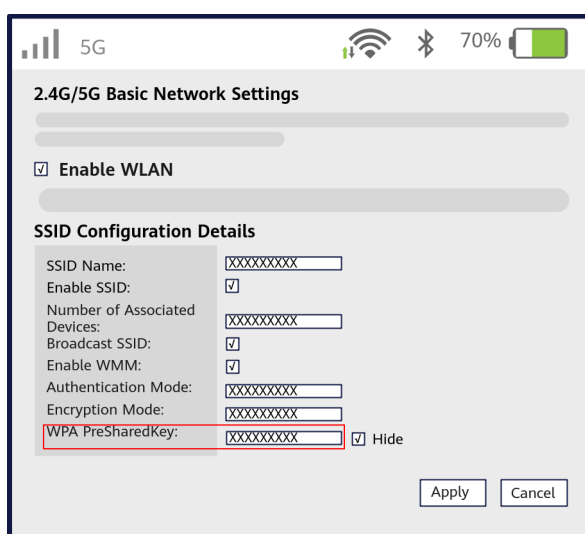 5G
70%
2.4G/5G Basic Network Settings
Enable WLAN
SSID Configuration Details
SSID Name: XXXXXXXXX
Enable SSID:
Number of Associated
Devices: XXXXXXXXX
Broadcast SSID:
Enable WMM:
Authentication Mode: XXXXXXXXX
Encryption Mode: XXXXXXXXX
WPA PreSharedKey: XXXXXXXXX Hide
Apply Cancel